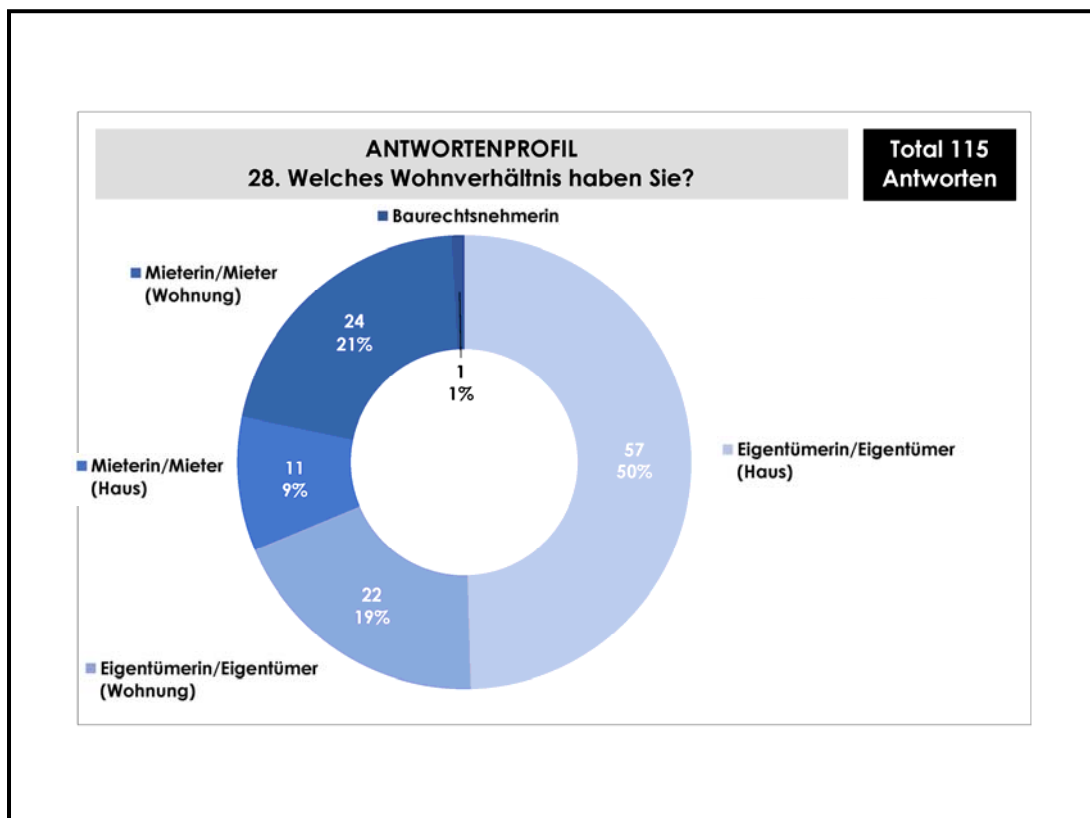 ANTWORTENPROFIL
28. Welches Wohnverhältnis haben Sie?
Total 115
Antworten
Baurechtsnehmerin
Mieterin/Mieter
(Wohnung)
24
21%
1
1%
57
50%
Eigentümerin/Eigentümer
(Haus)
Mieterin/Mieter
(Haus)
11
9%
22
19%
Eigentümerin/Eigentümer
(Wohnung)